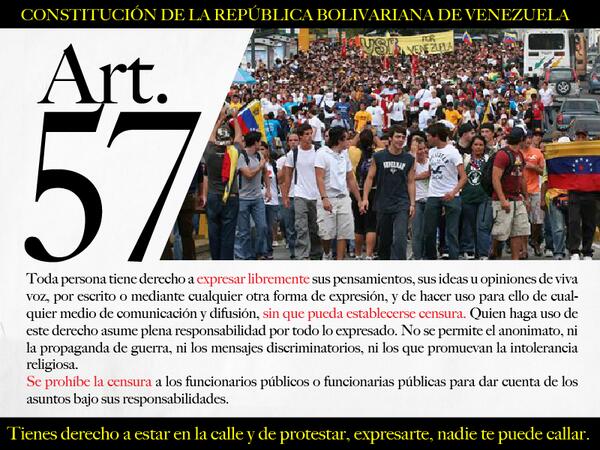 CONSTITUCIÓN DE LA REPÚBLICA BOLIVARIANA DE VENEZUELA
Art.
57
USB POR VENEZUELA
Toda persona tiene derecho a expresar libremente sus pensamientos, sus ideas u opiniones de viva
voz, por escrito o mediante cualquier otra forma de expresión, y de hacer uso para ello de cual-
quier medio de comunicación y difusión, sin que pueda establecerse censura. Quien haga uso de
este derecho asume plena responsabilidad por todo lo expresado. No se permite el anonimato, ni
la propaganda de guerra, ni los mensajes discriminatorios, ni los que promuevan la intolerancia
religiosa.
Se prohíbe la censura a los funcionarios públicos o funcionarias públicas para dar cuenta de los
asuntos bajo sus responsabilidades.
Tienes derecho a estar en la calle y de protestar, expresarte, nadie te puede callar.